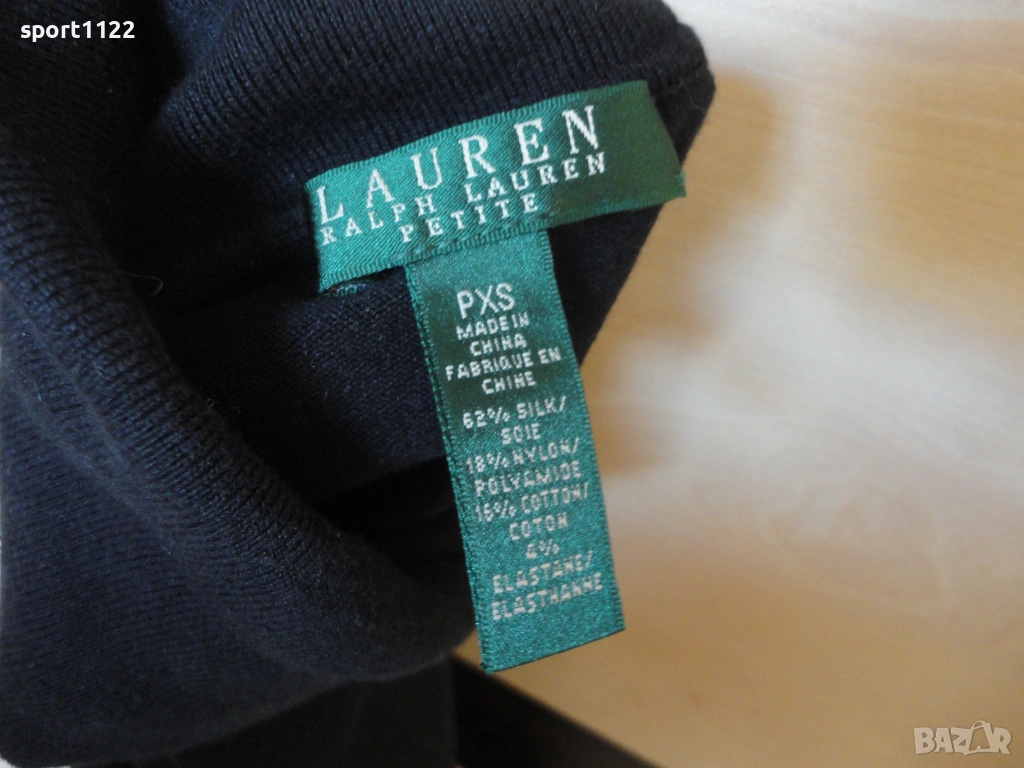 sport1122
LAUREN
RALPH LAUREN
PETITE
PXS
MADE IN
CHINA
FABRIQUE EN
CHINE
62% SILK/
SOIE
18% NYLON/
POLYAMIDE
16% COTTON/
COTON
4%
ELASTANE/
ELASTHANNE
BAZAR